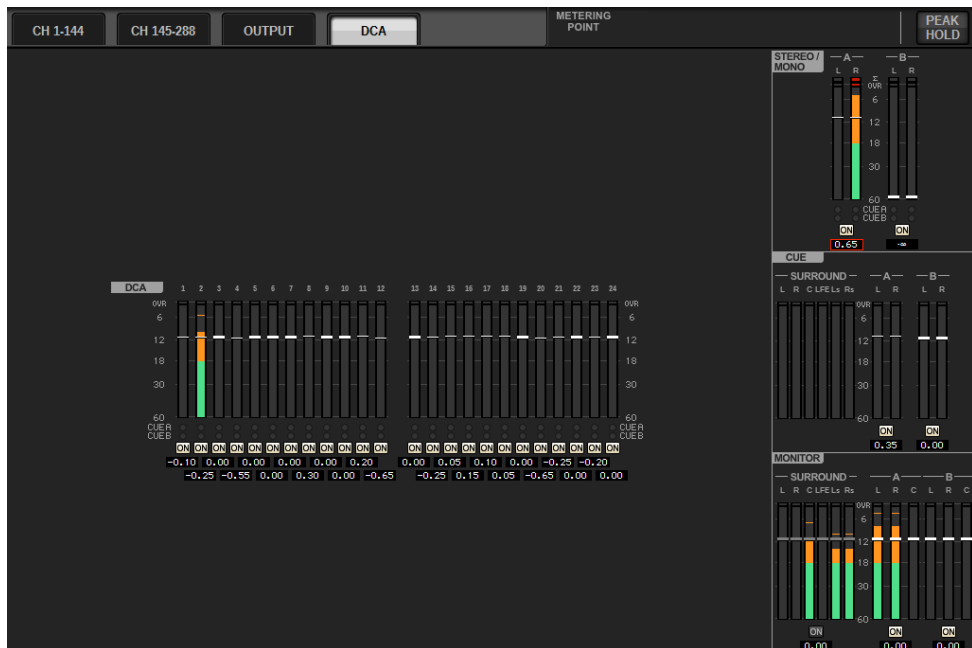 CH 1-144 CH 145-288 OUTPUT DCA METERING POINT PEAK HOLD
STEREO / MONO A B
L R L R
Σ
OVR
6
12
18
30
60
CUE A
CUE B
ON ON
0.65 -∞
CUE
SURROUND A B
L R C LFE Ls Rs L R L R
OVR
6
12
18
30
60
ON ON
0.35 0.00
DCA 1 2 3 4 5 6 7 8 9 10 11 12 13 14 15 16 17 18 19 20 21 22 23 24
OVR OVR
6 6
12 12
18 18
30 30
60 60
CUE A CUE A
CUE B CUE B
ON ON ON ON ON ON ON ON ON ON ON ON ON ON ON ON ON ON ON ON ON ON ON ON
-0.10 0.00 0.00 0.00 0.00 0.20 0.00 0.05 0.10 0.00 -0.25 -0.20
-0.25 -0.55 0.00 0.30 0.00 -0.65 -0.25 0.15 0.05 -0.65 0.00 0.00
MONITOR
SURROUND A B
L R C LFE Ls Rs L R C L R C
OVR
6
12
18
30
60
ON ON ON
0.00 0.00 0.00